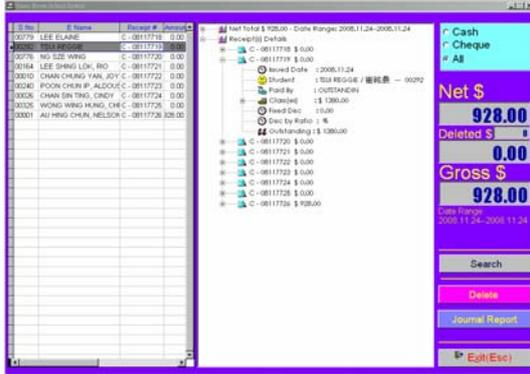 S No E Name Receipt # Amount
00779 LEE ELAINE C - 08117718 0.00
00292 TSUI REGGIE C - 08117719 0.00
00776 NG SZE WING C - 08117720 0.00
00164 LEE SHING LOK, RIO C - 08117721 0.00
00010 CHAN CHUNG YAN, JOY C - 08117722 0.00
00240 POON CHUN IP, ALDOUS C - 08117723 0.00
0002 CHAN SIN TING, CINDY C - 08117724 0.00
00325 WONG WING HUNG, CHI C - 08117725 0.00
00001 AU HING CHUN, NELSON C - 08117726 928.00
Net Total $ 928.00 - Date Range: 2008.11.24-2008.11.24
Receipt(s) Details
C - 08117718 $ 0.00
C - 08117719 $ 0.00
Issued Date : 2008.11.24
Student : TSUI REGGIE / — 00292
Paid By : OUTSTANDIN
Class(es) : $ 1380.00
Fixed Dec : 0.00
Dec by Ratio : %
Outstanding : $ 1380.00
C - 08117720 $ 0.00
C - 08117721 $ 0.00
C - 08117722 $ 0.00
C - 08117723 $ 0.00
C - 08117724 $ 0.00
C - 08117725 $ 0.00
C - 08117726 $ 928.00
Cash
Cheque
All
Net $
928.00
Deleted $ 0
0.00
Gross $
928.00
Date Range
2008.11.24-2008.11.24
Search
Delete
Journal Report
Exit(Esc)